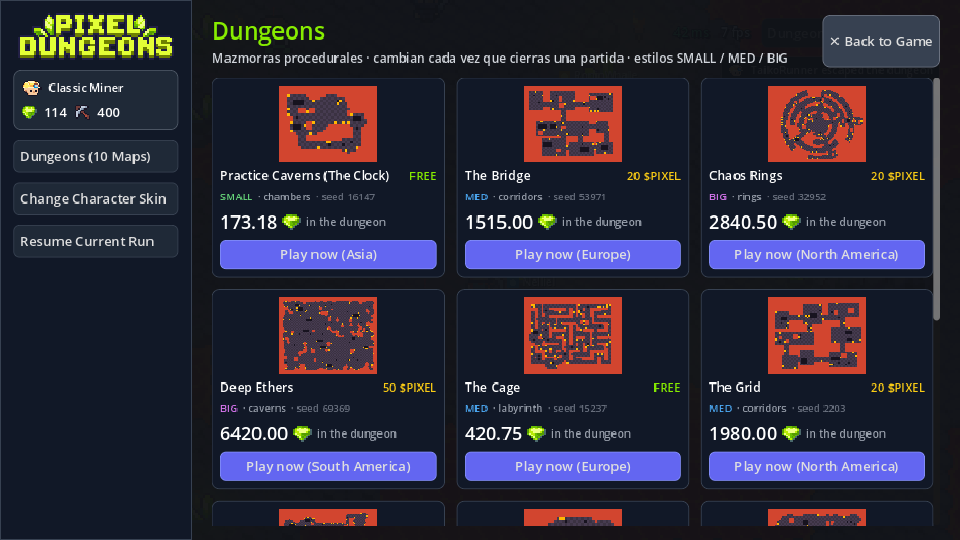 PIXEL
DUNGEONS
Classic Miner
114 400
Dungeons (10 Maps)
Change Character Skin
Resume Current Run
Dungeons
Mazmorras procedurales · cambian cada vez que cierras una partida · estilos SMALL / MED / BIG
✕ Back to Game
Practice Caverns (The Clock) FREE
SMALL · chambers · seed 16147
173.18 in the dungeon
Play now (Asia)
The Bridge 20 $PIXEL
MED · corridors · seed 53971
1515.00 in the dungeon
Play now (Europe)
Chaos Rings 20 $PIXEL
BIG · rings · seed 32952
2840.50 in the dungeon
Play now (North America)
Deep Ethers 50 $PIXEL
BIG · caverns · seed 69369
6420.00 in the dungeon
Play now (South America)
The Cage FREE
MED · labyrinth · seed 15237
420.75 in the dungeon
Play now (Europe)
The Grid 20 $PIXEL
MED · corridors · seed 2203
1980.00 in the dungeon
Play now (North America)